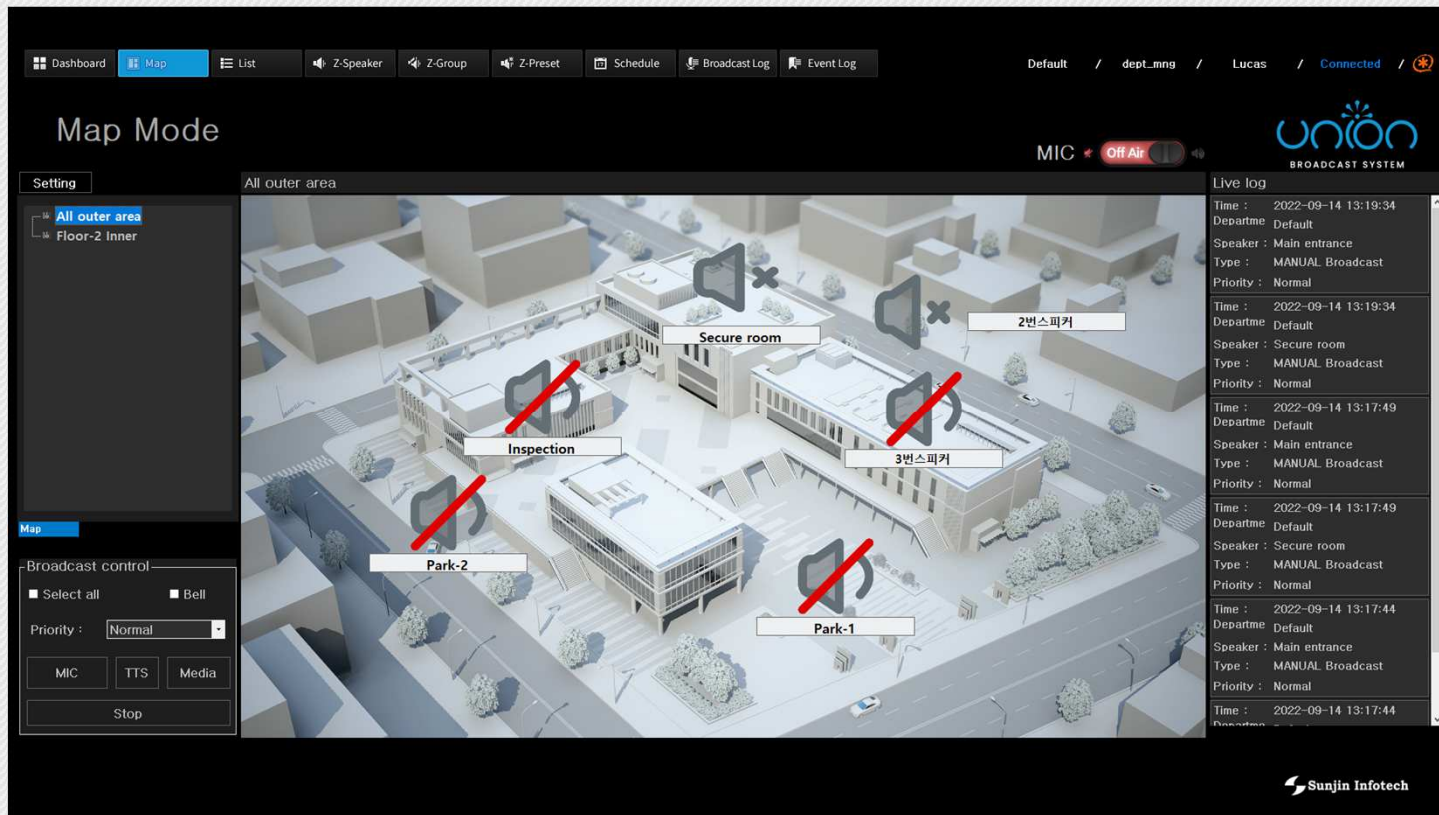 Dashboard
Map
List
Z-Speaker
Z-Group
Z-Preset
Schedule
Broadcast Log
Event Log
Default / dept_mng / Lucas / Connected /
Map Mode
MIC
Off Air
UNION
BROADCAST SYSTEM
Setting
All outer area
Floor-2 Inner
Map
Broadcast control
Select all
Bell
Priority :
Normal
MIC
TTS
Media
Stop
All outer area
Secure room
2번스피커
Inspection
3번스피커
Park-2
Park-1
Live log
Time : 2022-09-14 13:19:34
Departme Default
Speaker : Main entrance
Type : MANUAL Broadcast
Priority : Normal
Time : 2022-09-14 13:19:34
Departme Default
Speaker : Secure room
Type : MANUAL Broadcast
Priority : Normal
Time : 2022-09-14 13:17:49
Departme Default
Speaker : Main entrance
Type : MANUAL Broadcast
Priority : Normal
Time : 2022-09-14 13:17:49
Departme Default
Speaker : Secure room
Type : MANUAL Broadcast
Priority : Normal
Time : 2022-09-14 13:17:44
Departme Default
Speaker : Main entrance
Type : MANUAL Broadcast
Priority : Normal
Time : 2022-09-14 13:17:44
Sunjin Infotech